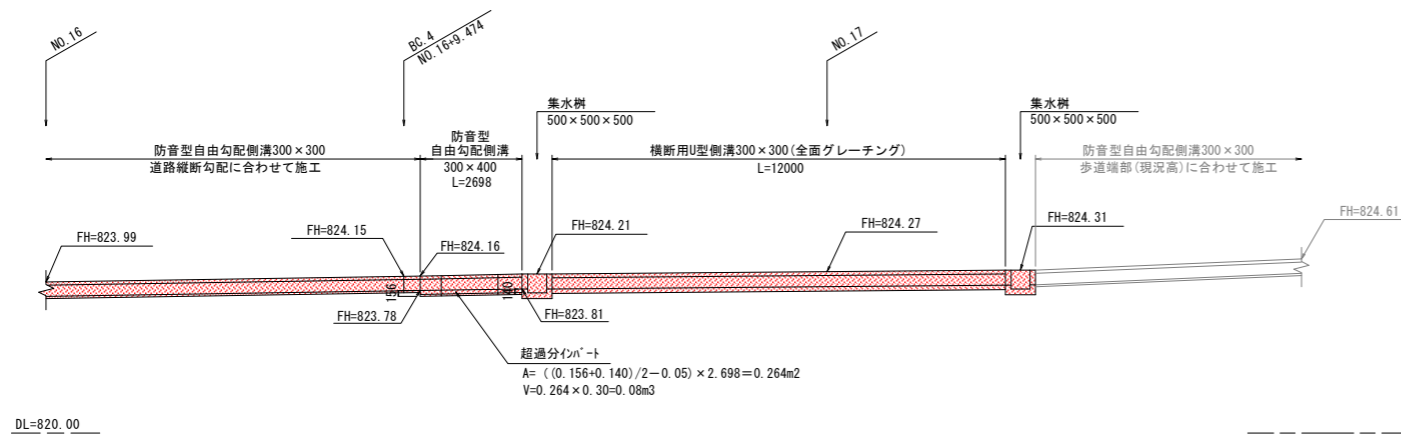 NO.16
BC.4
NO.16+9.474
NO.17
集水桝
500×500×500
集水桝
500×500×500
防音型自由勾配側溝300×300
道路縦断勾配に合わせて施工
防音型
自由勾配側溝
300×400
L=2698
横断用U型側溝300×300(全面グレーチング)
L=12000
防音型自由勾配側溝300×300
歩道端部(現況高)に合わせて施工
FH=823.99
FH=824.15
FH=824.16
FH=824.21
FH=824.27
FH=824.31
FH=824.61
156
140
FH=823.78
FH=823.81
超過分インバート
A= ((0.156+0.140)/2-0.05)×2.698=0.264m2
V=0.264×0.30=0.08m3
DL=820.00